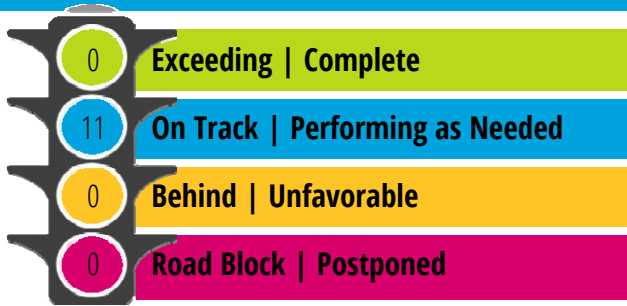 0 Exceeding | Complete
11 On Track | Performing as Needed
0 Behind | Unfavorable
0 Road Block | Postponed